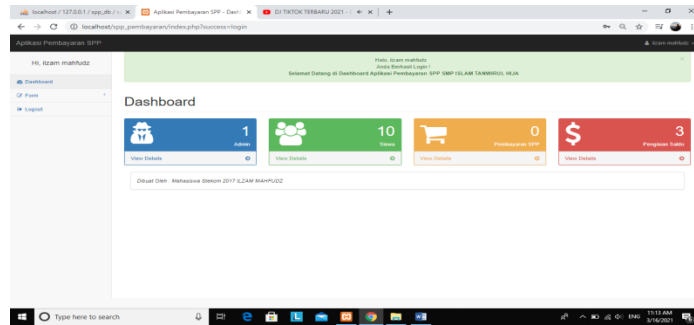 localhost / 127.0.0.1 / spp_db / s
Aplikasi Pembayaran SPP - Dash
DJ TIKTOK TERBARU 2021 -
localhost/spp_pembayaran/index.php?success=login
Aplikasi Pembayaran SPP
ilzam mahfudz
Hi, ilzam mahfudz
Halo, ilzam mahfudz
Anda Berhasil Login !
Selamat Datang di Dashboard Aplikasi Pembayaran SPP SMP ISLAM TANWIRUL HIJA
Dashboard
Form
Logout
Dashboard
1
Admin
View Details
10
Siswa
View Details
0
Pembayaran SPP
View Details
3
Pengisian Saldo
View Details
Dibuat Oleh : Mahasiswa Stekom 2017 ILZAM MAHFUDZ
Type here to search
ENG
11:13 AM
3/16/2021